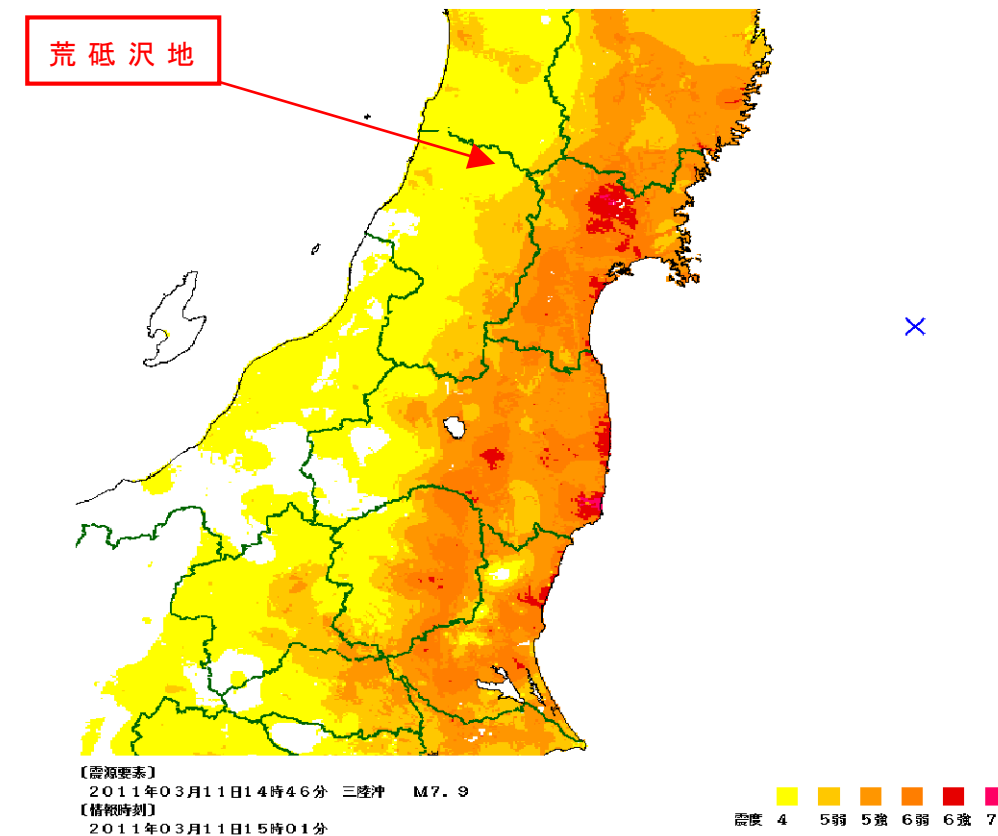 荒砥沢地
〔震源要素〕
2011年03月11日14時46分 三陸沖 M7.9
〔情報時刻〕
2011年03月11日15時01分
震度 4 5弱 5強 6弱 6強 7